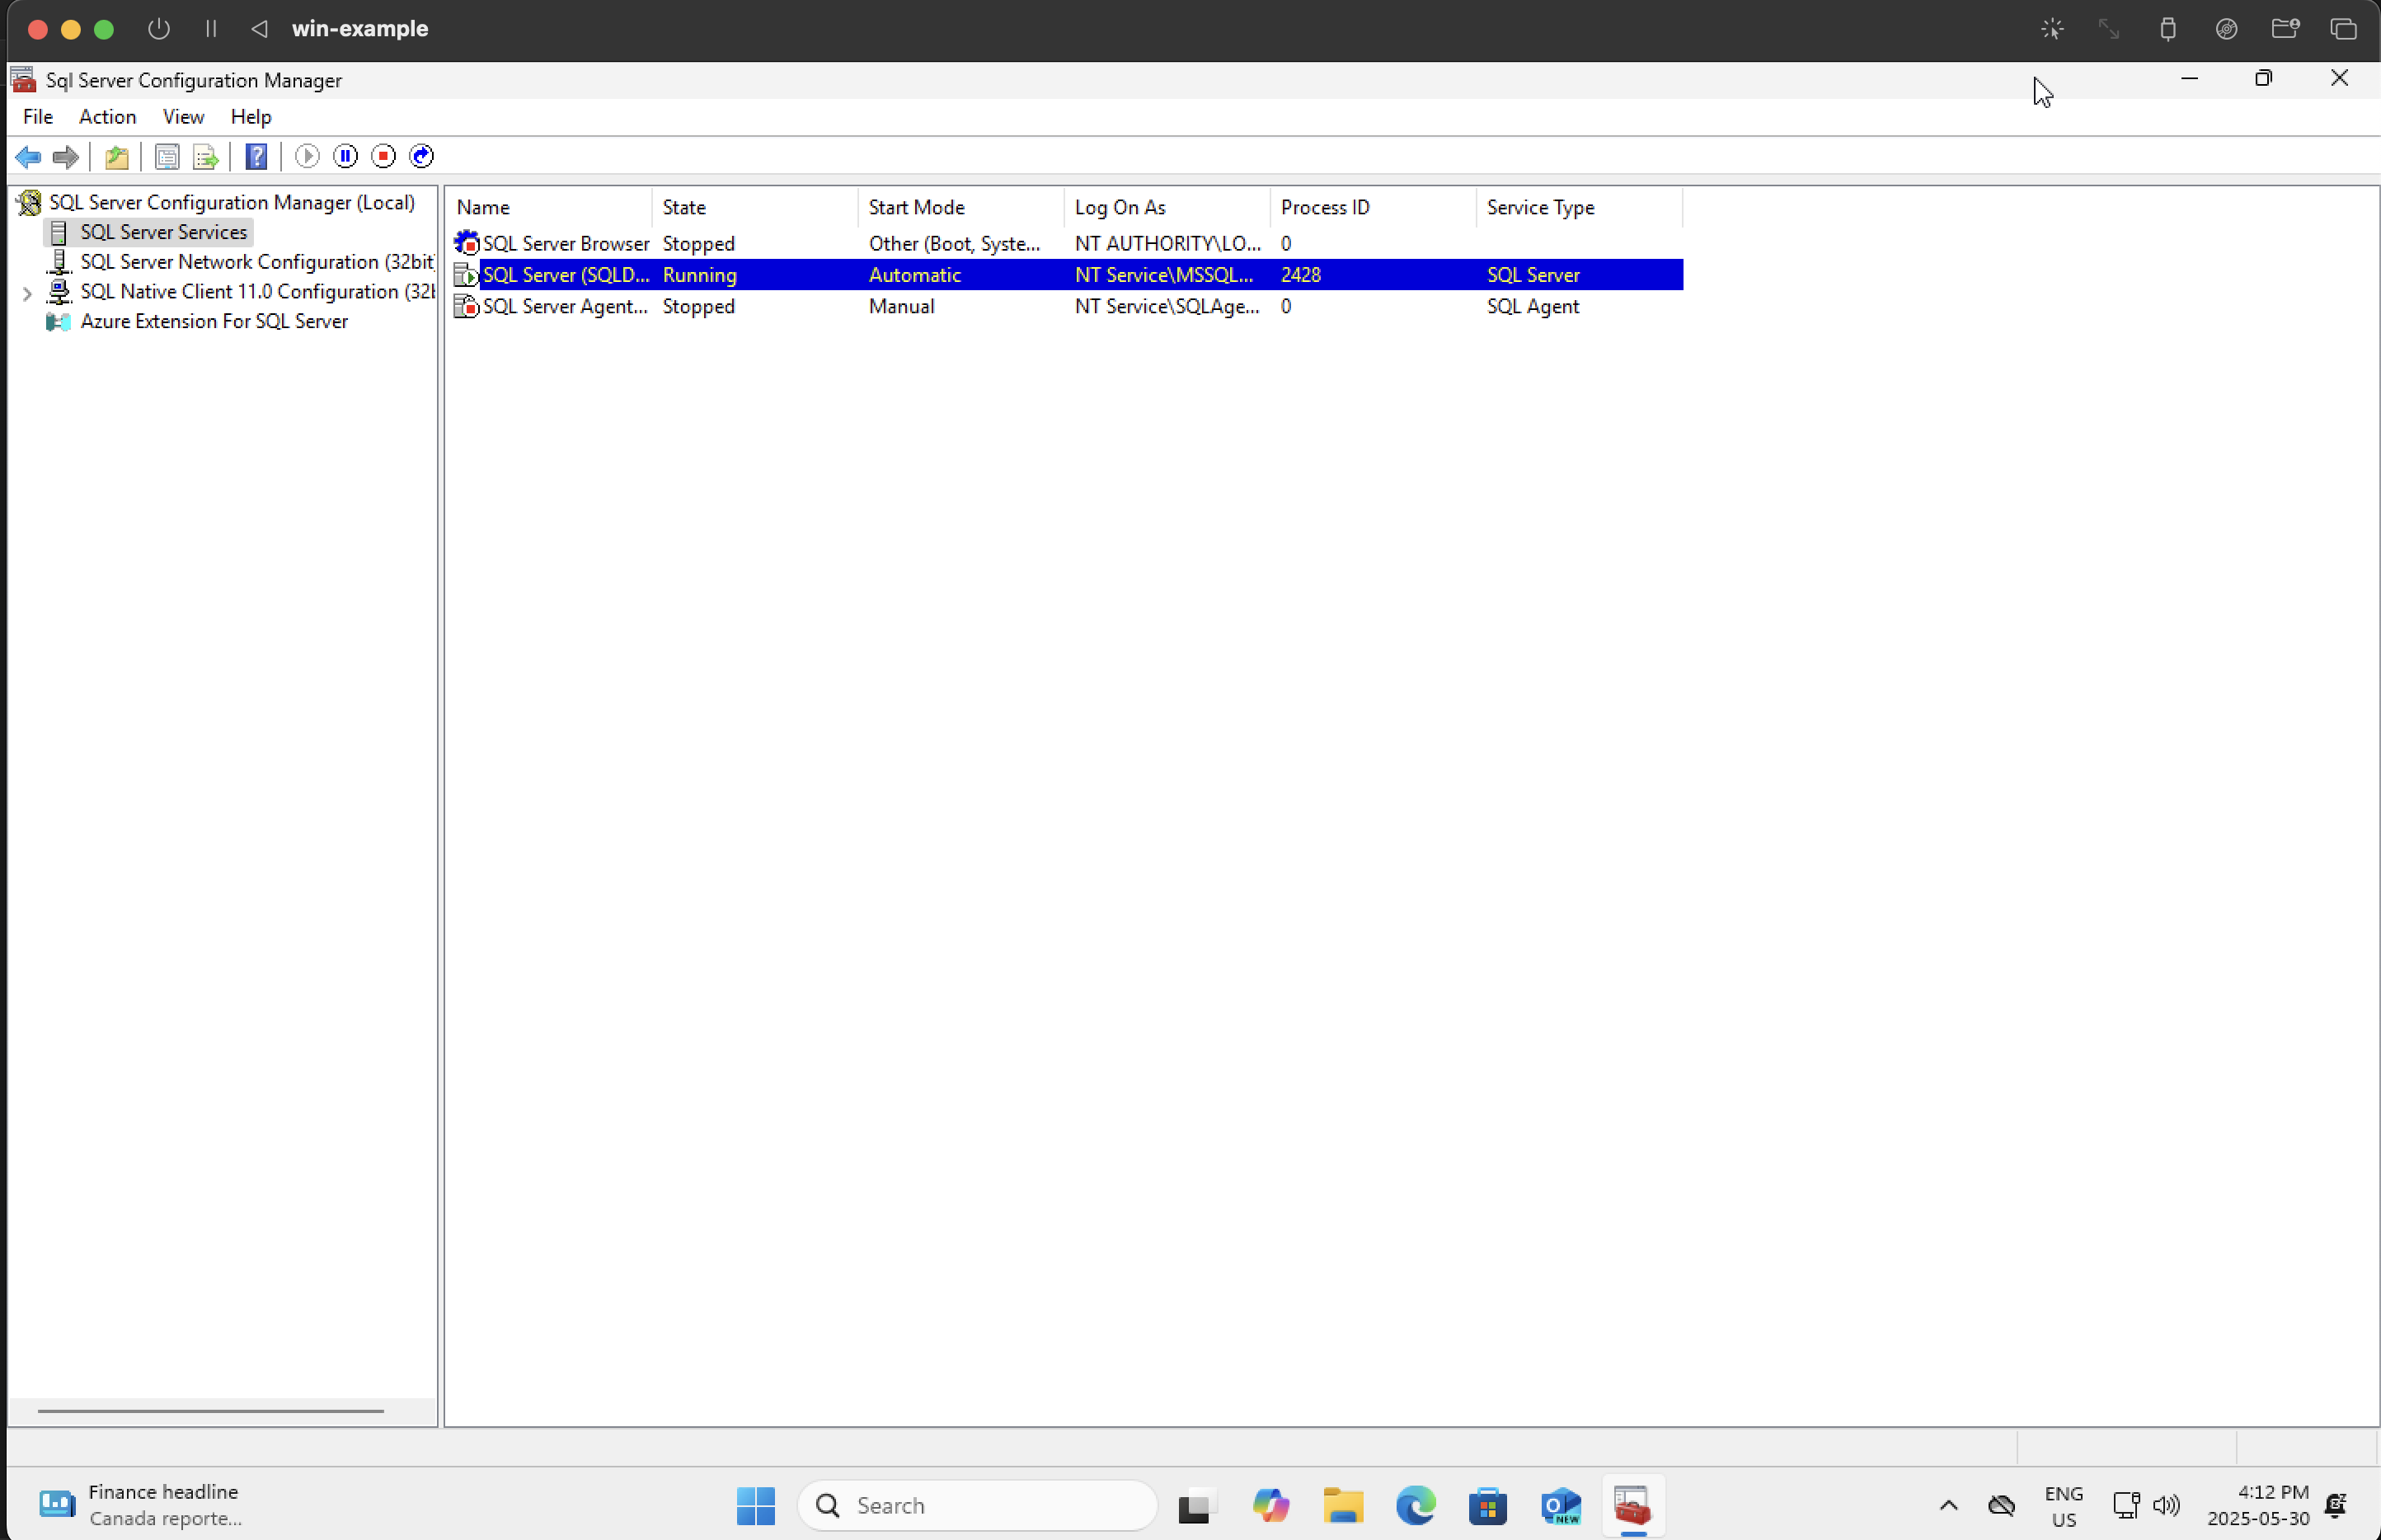 win-example
Sql Server Configuration Manager
File Action View Help
SQL Server Configuration Manager (Local)
SQL Server Services
SQL Server Network Configuration (32bit
SQL Native Client 11.0 Configuration (32
Azure Extension For SQL Server
Name State Start Mode Log On As Process ID Service Type
SQL Server Browser Stopped Other (Boot, Syste... NT AUTHORITY\LO... 0
SQL Server (SQLD... Running Automatic NT Service\MSSQL... 2428 SQL Server
SQL Server Agent... Stopped Manual NT Service\SQLAge... 0 SQL Agent
Finance headline
Canada reporte...
Search
NEW
ENG
US
4:12 PM
2025-05-30